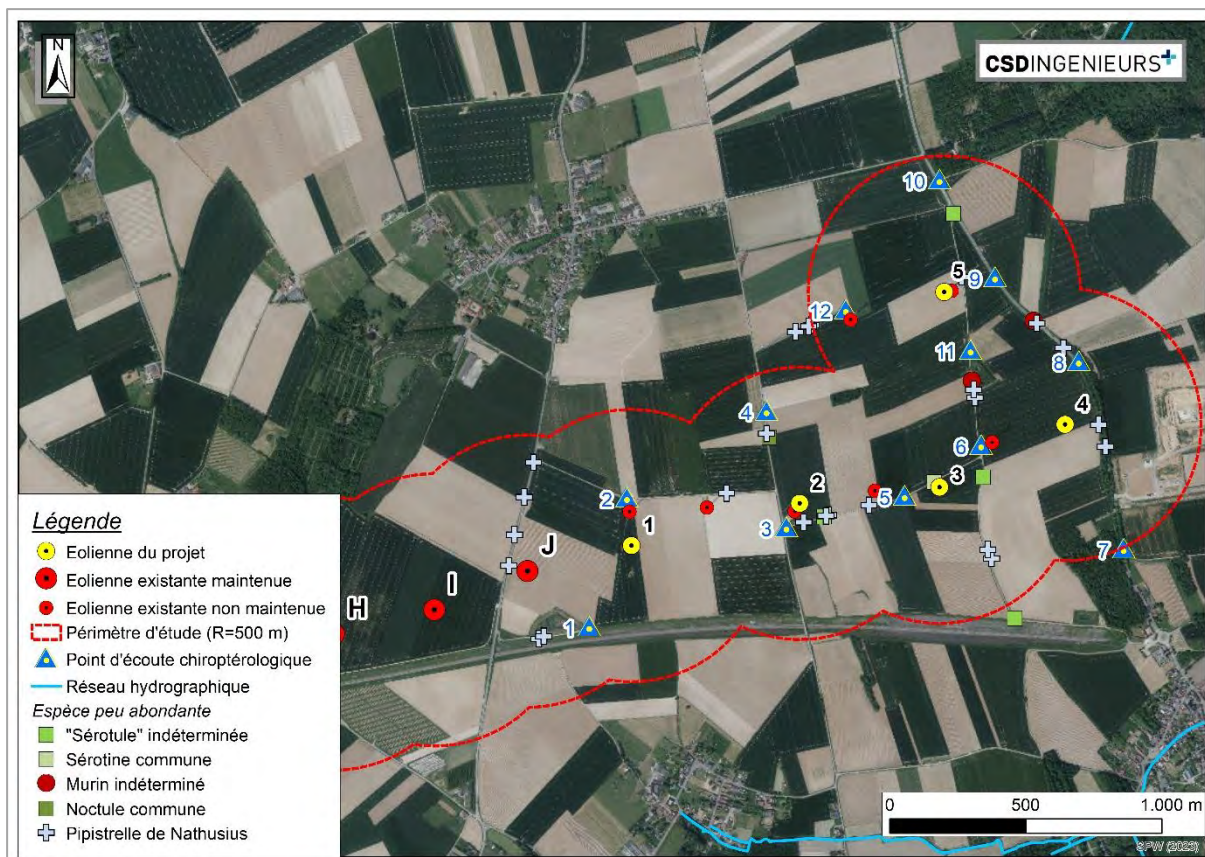 N
CSDINGENIEURS+
10
5
9
12
11
8
4
4
6
3
2
5
2
3
1
7
J
I
H
1
Légende
Eolienne du projet
Eolienne existante maintenue
Eolienne existante non maintenue
Périmètre d'étude (R=500 m)
Point d'écoute chiroptérologique
Réseau hydrographique
Espèce peu abondante
"Sérotule" indéterminée
Sérotine commune
Murin indéterminé
Noctule commune
Pipistrelle de Nathusius
0 500 1.000 m
SPW (2023)